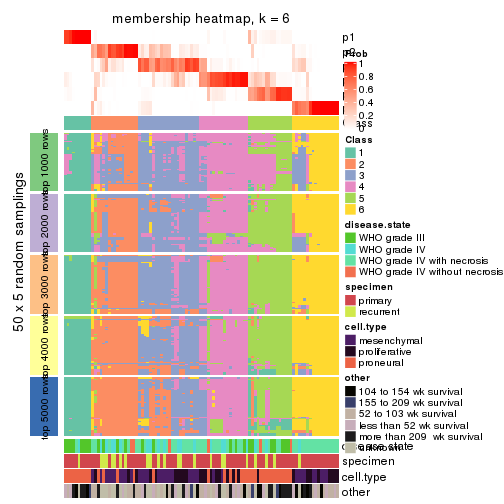 membership heatmap, k = 6
50 x 5 random samplings
top 1000 rows
top 2000 rows
top 3000 rows
top 4000 rows
top 5000 rows
p1
p2
Prob
1
0.8
0.6
0.4
0.2
0
Class
1
2
3
4
5
6
disease.state
WHO grade III
WHO grade IV
WHO grade IV with necrosis
WHO grade IV without necrosis
specimen
primary
recurrent
cell.type
mesenchymal
proliferative
proneural
other
104 to 154 wk survival
155 to 209 wk survival
52 to 103 wk survival
less than 52 wk survival
more than 209 wk survival
unknown
disease.state
specimen
cell.type
other